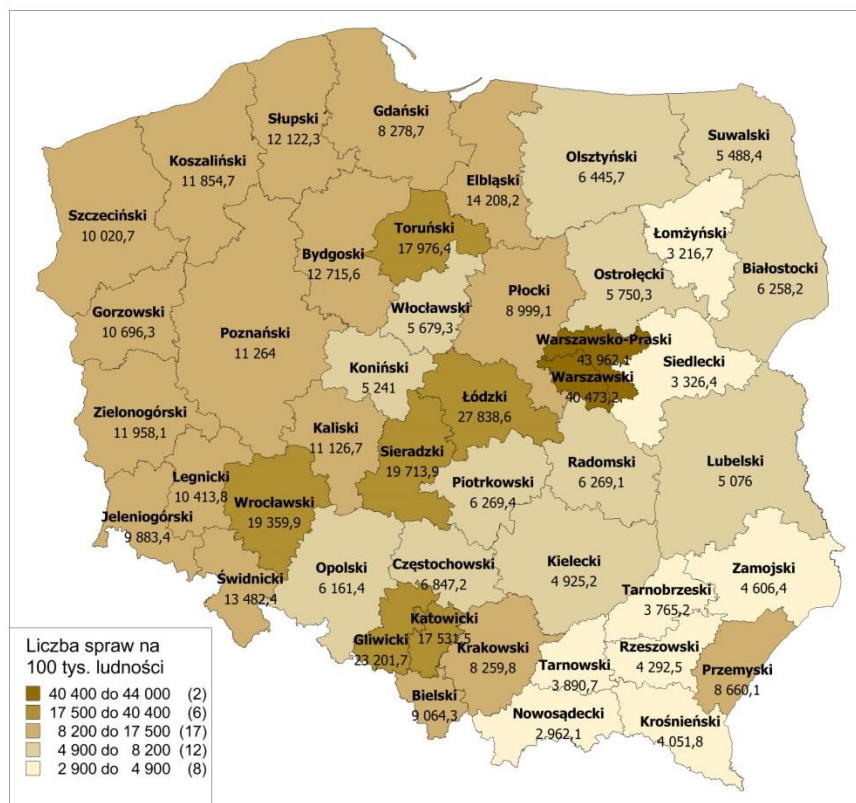 Gdański
8 278,7
Słupski
12 122,3
Koszaliński
11 854,7
Suwalski
5 488,4
Olsztyński
6 445,7
Elbląski
14 208,2
Szczeciński
10 020,7
Toruński
17 976,4
Łomżyński
3 216,7
Bydgoski
12 715,6
Białostocki
6 258,2
Ostrołęcki
5 750,3
Płocki
8 999,1
Włocławski
5 679,3
Gorzowski
10 696,3
Poznański
11 264
Warszawsko-Praski
43 962,1
Siedlecki
3 326,4
Koniński
5 241
Warszawski
40 473,2
Łódzki
27 838,6
Zielonogórski
11 958,1
Kaliski
11 126,7
Sieradzki
19 713,9
Radomski
6 269,1
Lubelski
5 076
Legnicki
10 413,8
Piotrkowski
6 269,4
Wrocławski
19 359,9
Jeleniogórski
9 883,4
Świdnicki
13 482,4
Opolski
6 161,4
Częstochowski
6 847,2
Kielecki
4 925,2
Zamojski
4 606,4
Tarnobrzeski
3 765,2
Katowicki
17 531,5
Gliwicki
23 201,7
Krakowski
8 259,8
Tarnowski
3 890,7
Rzeszowski
4 292,5
Przemyski
8 660,1
Bielski
9 064,3
Nowosądecki
2 962,1
Krośnieński
4 051,8
Liczba spraw na
100 tys. ludności
40 400 do 44 000 (2)
17 500 do 40 400 (6)
8 200 do 17 500 (17)
4 900 do 8 200 (12)
2 900 do 4 900 (8)